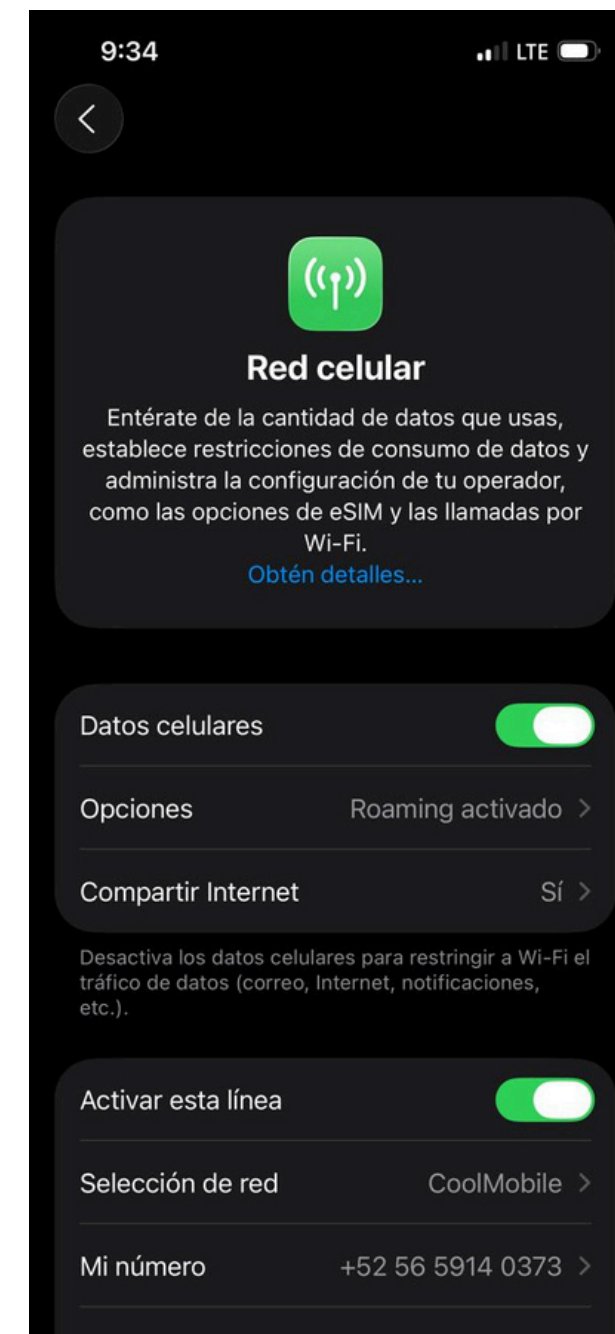 9:34
LTE
Red celular
Entérate de la cantidad de datos que usas,
establece restricciones de consumo de datos y
administra la configuración de tu operador,
como las opciones de eSIM y las llamadas por
Wi-Fi.
Obtén detalles...
Datos celulares
Opciones Roaming activado
Compartir Internet Sí
Desactiva los datos celulares para restringir a Wi-Fi el
tráfico de datos (correo, Internet, notificaciones,
etc.).
Activar esta línea
Selección de red CoolMobile
Mi número +52 56 5914 0373